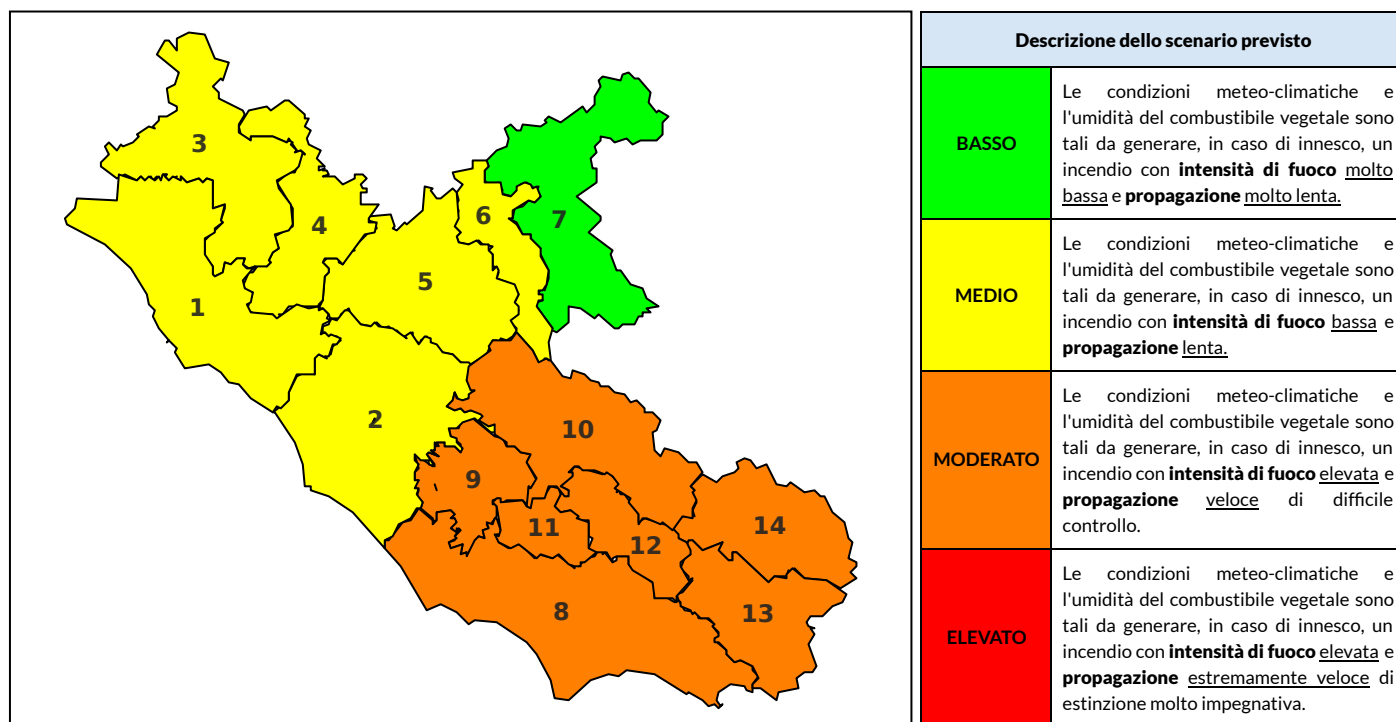 3
4
6
7
1
5
2
10
9
11
12
14
8
13
Descrizione dello scenario previsto
BASSO
Le condizioni meteo-climatiche e
l'umidità del combustibile vegetale sono
tali da generare, in caso di innesco, un
incendio con intensità di fuoco molto
bassa e propagazione molto lenta.
MEDIO
Le condizioni meteo-climatiche e
l'umidità del combustibile vegetale sono
tali da generare, in caso di innesco, un
incendio con intensità di fuoco bassa e
propagazione lenta.
MODERATO
Le condizioni meteo-climatiche e
l'umidità del combustibile vegetale sono
tali da generare, in caso di innesco, un
incendio con intensità di fuoco elevata e
propagazione veloce di difficile
controllo.
ELEVATO
Le condizioni meteo-climatiche e
l'umidità del combustibile vegetale sono
tali da generare, in caso di innesco, un
incendio con intensità di fuoco elevata e
propagazione estremamente veloce di
estinzione molto impegnativa.